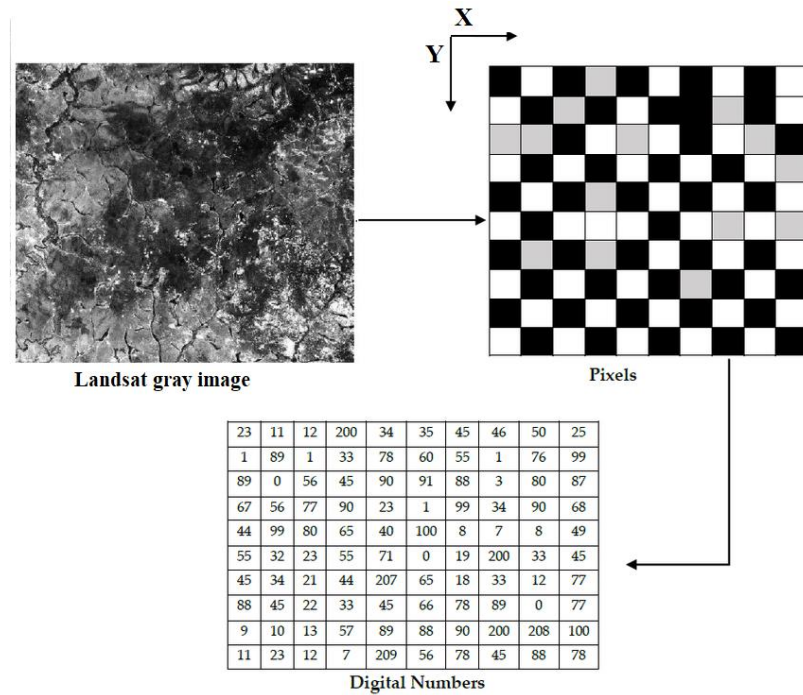 X
Y
Landsat gray image
Pixels
23 11 12 200 34 35 45 46 50 25
1 89 1 33 78 60 55 1 76 99
89 0 56 45 90 91 88 3 80 87
67 56 77 90 23 1 99 34 90 68
44 99 80 65 40 100 8 7 8 49
55 32 23 55 71 0 19 200 33 45
45 34 21 44 207 65 18 33 12 77
88 45 22 33 45 66 78 89 0 77
9 10 13 57 89 88 90 200 208 100
11 23 12 7 209 56 78 45 88 78
Digital Numbers